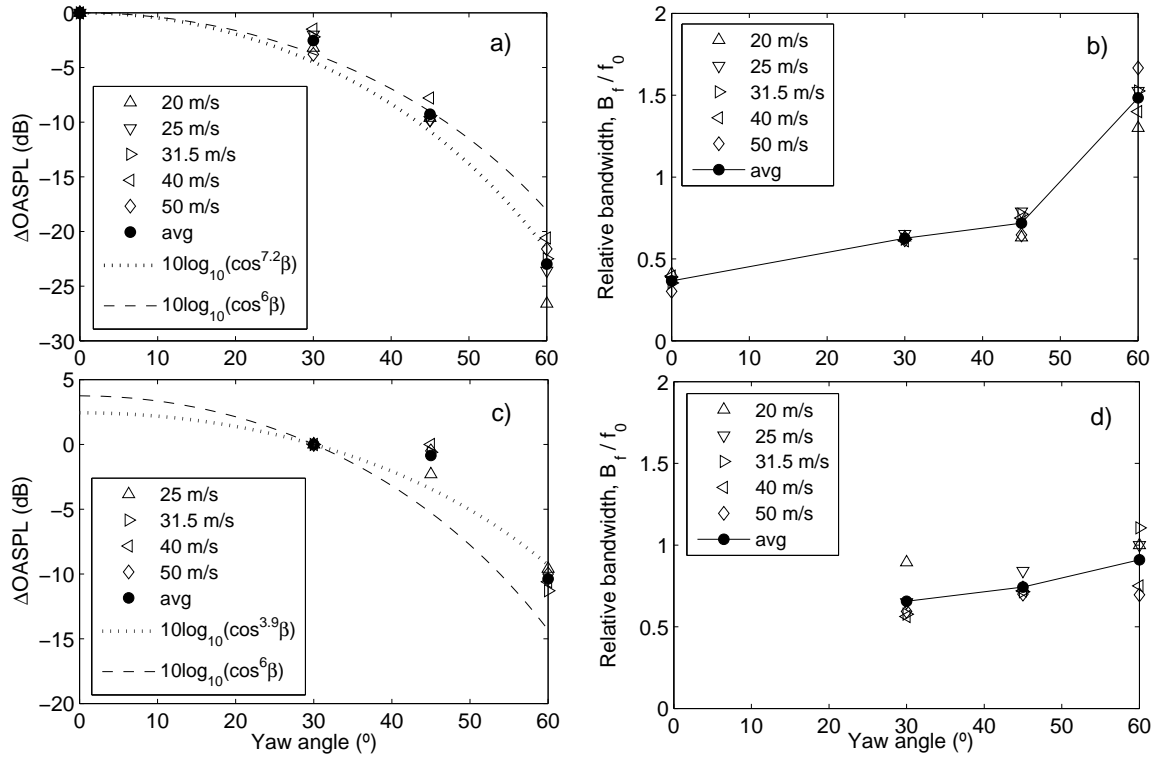 a)
0
−5
−10
−15
−20
−25
−30
ΔOASPL (dB)
20 m/s
25 m/s
31.5 m/s
40 m/s
50 m/s
avg
10log₁₀(cos⁷·²β)
10log₁₀(cos⁶β)
0 10 20 30 40 50 60
b)
2
1.5
1
0.5
0
Relative bandwidth, B_f / f_0
20 m/s
25 m/s
31.5 m/s
40 m/s
50 m/s
avg
0 10 20 30 40 50 60
c)
5
0
−5
−10
−15
−20
ΔOASPL (dB)
25 m/s
31.5 m/s
40 m/s
50 m/s
avg
10log₁₀(cos³·⁹β)
10log₁₀(cos⁶β)
0 10 20 30 40 50 60
Yaw angle (º)
d)
2
1.5
1
0.5
0
Relative bandwidth, B_f / f_0
20 m/s
25 m/s
31.5 m/s
40 m/s
50 m/s
avg
0 10 20 30 40 50 60
Yaw angle (º)